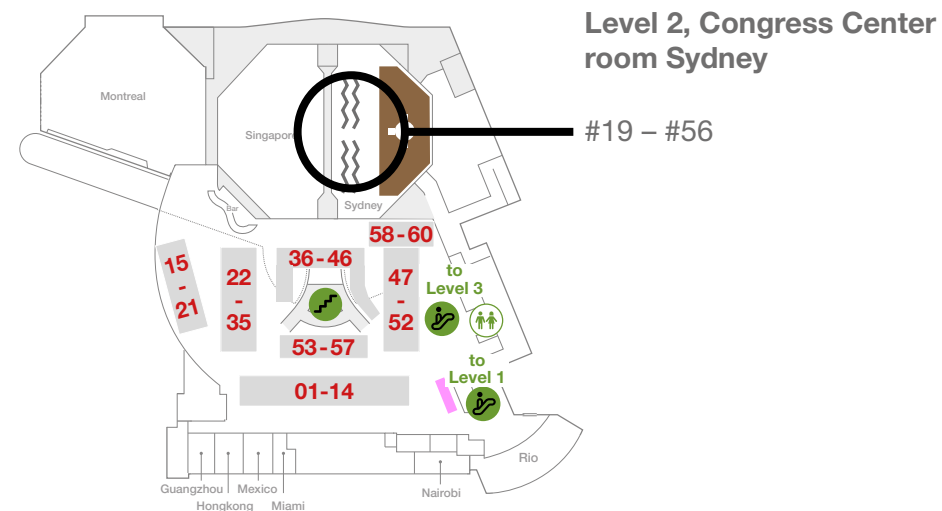 Level 2, Congress Center
room Sydney
#19 – #56
Montreal
Singapore
Sydney
Bar
58-60
36-46
15
-
21
22
-
35
47
-
52
to
Level 3
53-57
to
Level 1
01-14
Rio
Guangzhou
Hongkong
Mexico
Miami
Nairobi